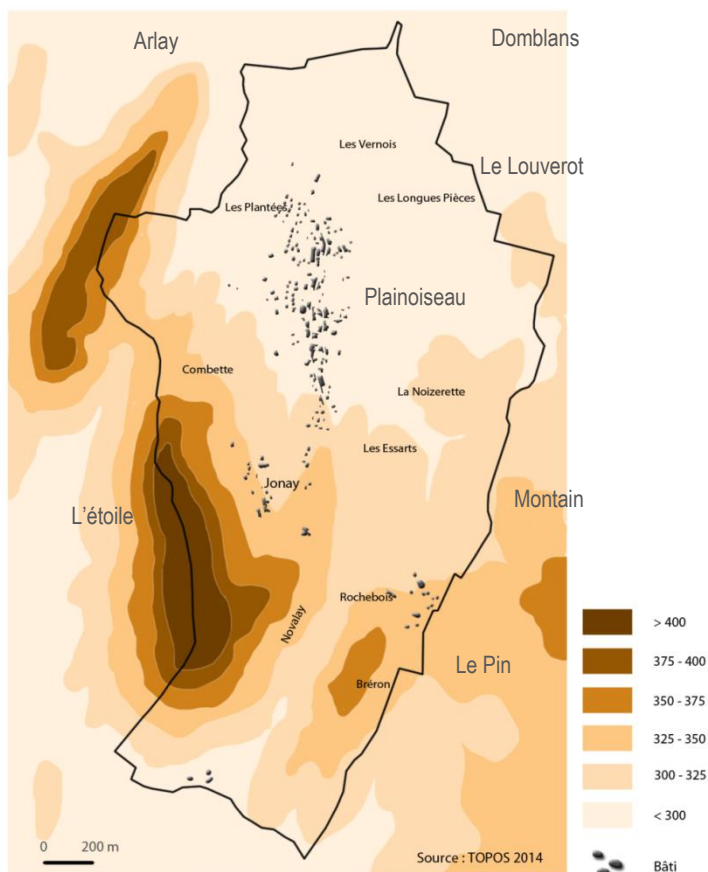 Arlay
Domblans
Les Vernois
Le Louverot
Les Plantées
Les Longues Pièces
Plainoiseau
Combette
La Noizerette
Les Essarts
Jonay
Montain
L'étoile
Rochebois
Novalay
Le Pin
Bréron
> 400
375 - 400
350 - 375
325 - 350
300 - 325
< 300
0 200 m
Source : TOPOS 2014
Bâti